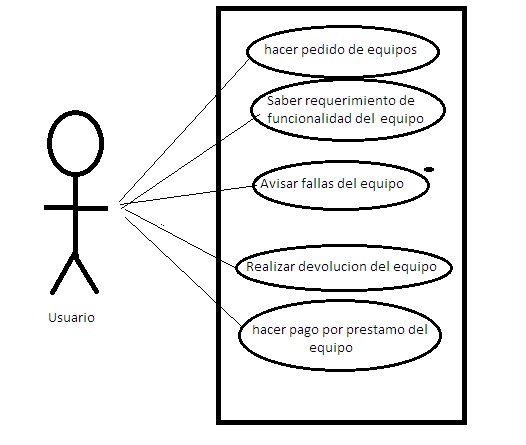 hacer pedido de equipos
Saber requerimiento de
funcionalidad del equipo
Avisar fallas del equipo
Realizar devolucion del equipo
hacer pago por prestamo del
equipo
Usuario